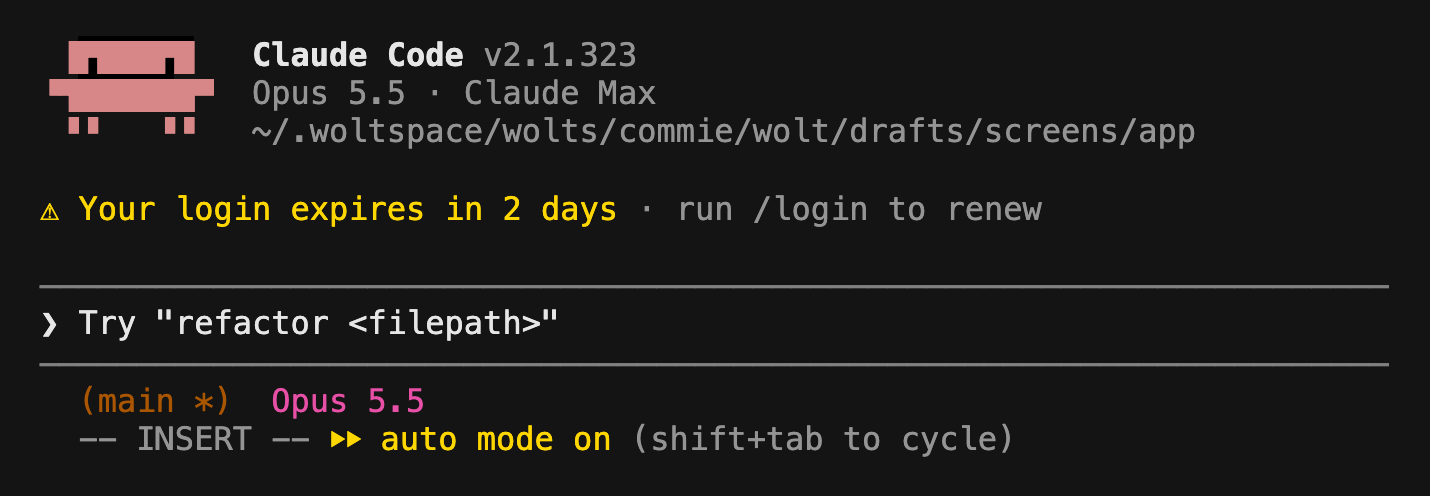 Claude Code v2.1.323
Opus 5.5 · Claude Max
~/.woltspace/wolts/commie/wolt/drafts/screens/app
⚠ Your login expires in 2 days · run /login to renew
❯ Try "refactor <filepath>"
(main *) Opus 5.5
-- INSERT -- ⏵⏵ auto mode on (shift+tab to cycle)